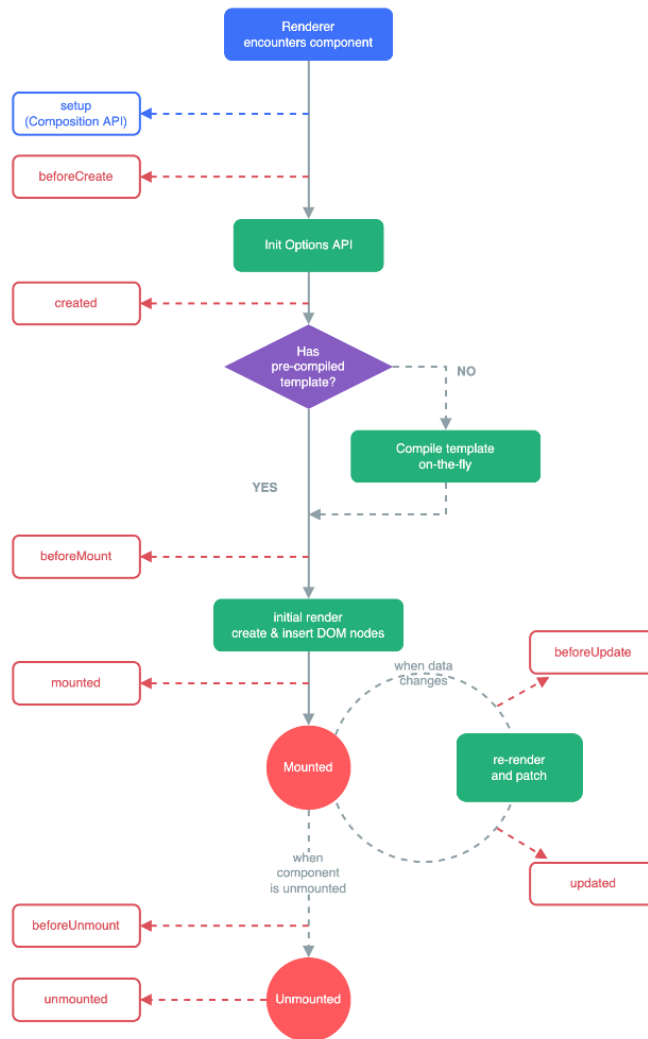 Renderer
encounters component
setup
(Composition API)
beforeCreate
Init Options API
created
Has
pre-compiled
template?
NO
Compile template
on-the-fly
YES
beforeMount
initial render
create & insert DOM nodes
beforeUpdate
when data
changes
mounted
Mounted
re-render
and patch
when
component
is unmounted
updated
beforeUnmount
unmounted
Unmounted